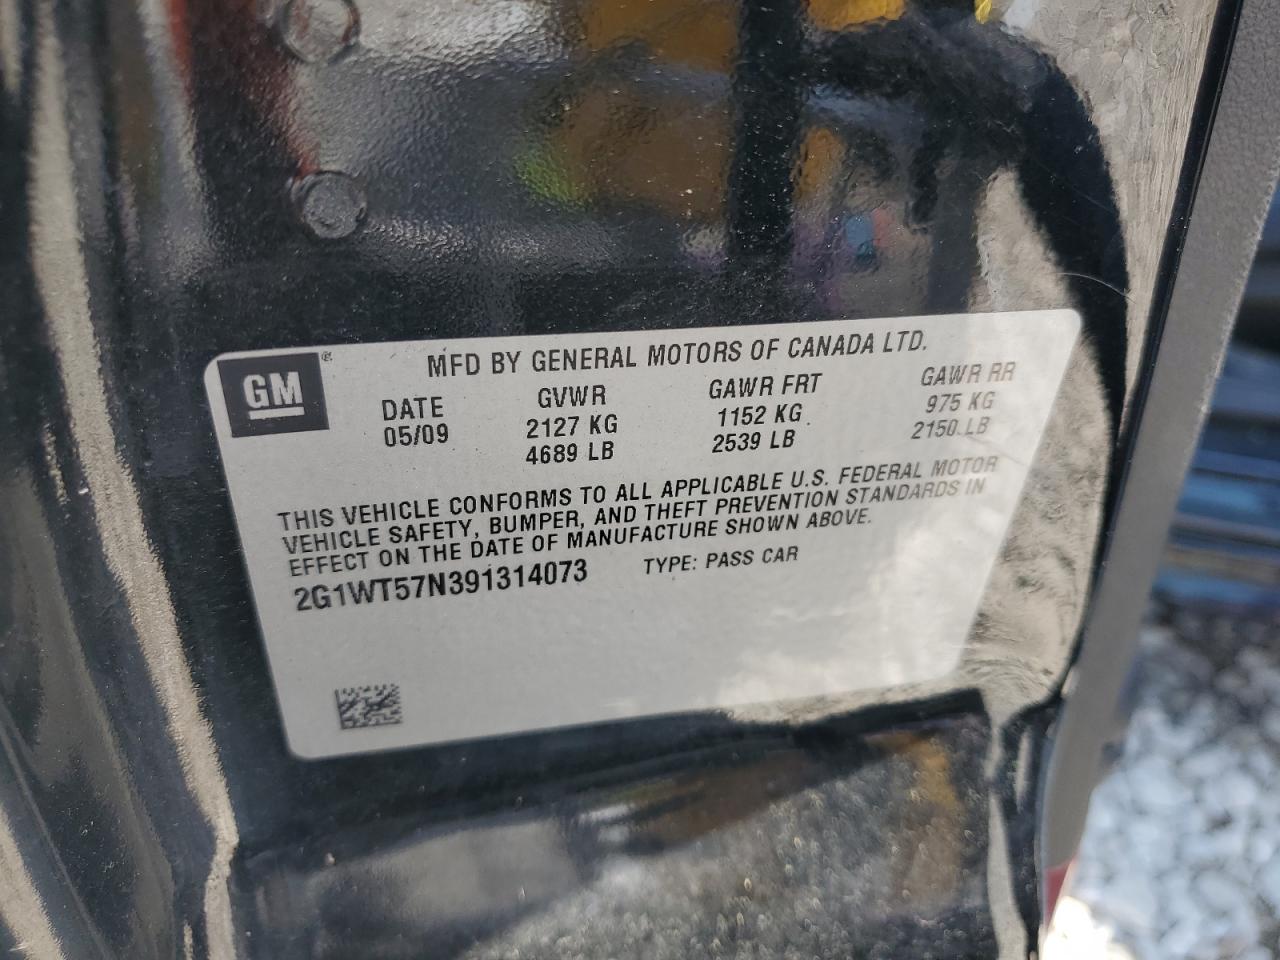 GM ®
MFD BY GENERAL MOTORS OF CANADA LTD.
DATE GVWR GAWR FRT GAWR RR
05/09 2127 KG 1152 KG 975 KG
4689 LB 2539 LB 2150 LB
THIS VEHICLE CONFORMS TO ALL APPLICABLE U.S. FEDERAL MOTOR
VEHICLE SAFETY, BUMPER, AND THEFT PREVENTION STANDARDS IN
EFFECT ON THE DATE OF MANUFACTURE SHOWN ABOVE.
2G1WT57N391314073 TYPE: PASS CAR